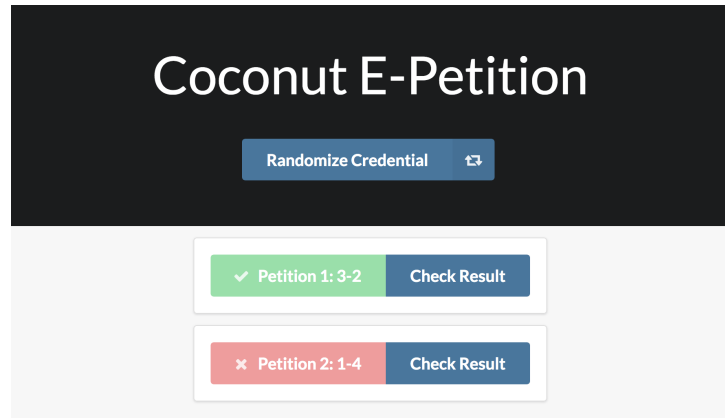 Coconut E-Petition
Randomize Credential
Petition 1: 3-2 Check Result
Petition 2: 1-4 Check Result